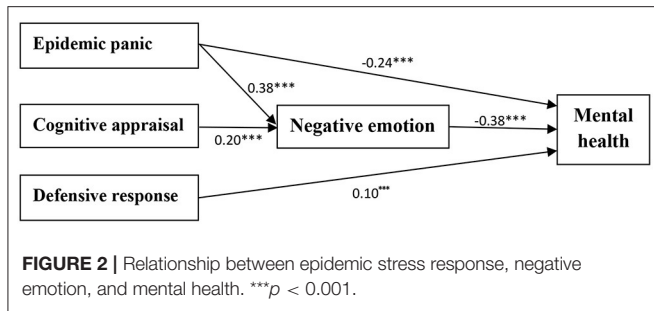 Epidemic panic
-0.24***
0.38***
Cognitive appraisal
0.20***
Negative emotion
-0.38***
Mental
health
Defensive response
0.10***
FIGURE 2 | Relationship between epidemic stress response, negative
emotion, and mental health. ***p < 0.001.